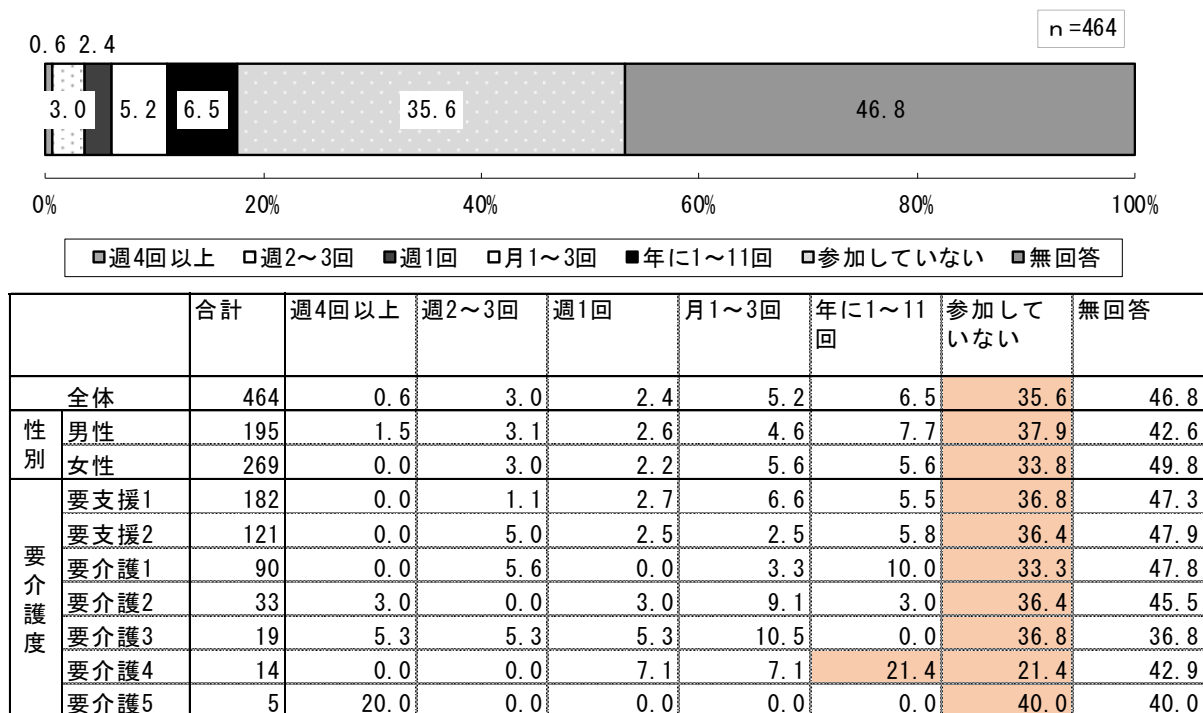 n=464
0.6 2.4
3.0 5.2 6.5 35.6 46.8
0% 20% 40% 60% 80% 100%
週4回以上 週2～3回 週1回 月1～3回 年に1～11回 参加していない 無回答
合計 週4回以上 週2～3回 週1回 月1～3回 年に1～11回 参加していない 無回答
全体 464 0.6 3.0 2.4 5.2 6.5 35.6 46.8
性別
男性 195 1.5 3.1 2.6 4.6 7.7 37.9 42.6
女性 269 0.0 3.0 2.2 5.6 5.6 33.8 49.8
要介護度
要支援1 182 0.0 1.1 2.7 6.6 5.5 36.8 47.3
要支援2 121 0.0 5.0 2.5 2.5 5.8 36.4 47.9
要介護1 90 0.0 5.6 0.0 3.3 10.0 33.3 47.8
要介護2 33 3.0 0.0 3.0 9.1 3.0 36.4 45.5
要介護3 19 5.3 5.3 5.3 10.5 0.0 36.8 36.8
要介護4 14 0.0 0.0 7.1 7.1 21.4 21.4 42.9
要介護5 5 20.0 0.0 0.0 0.0 0.0 40.0 40.0